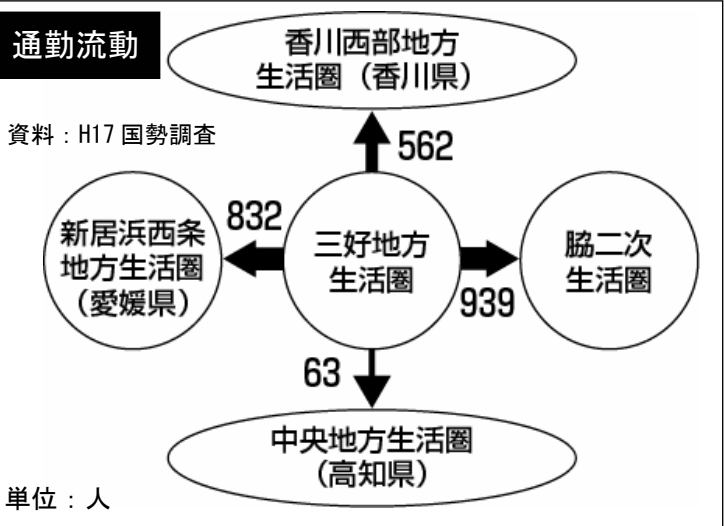 通勤流動
香川西部地方
生活圏（香川県）
資料：H17国勢調査
562
832
新居浜西条
地方生活圏
（愛媛県）
三好地方
生活圏
脇二次
生活圏
939
63
中央地方生活圏
（高知県）
単位：人